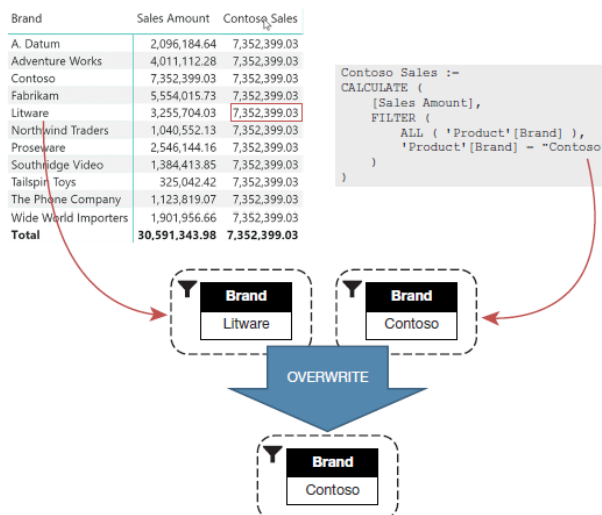 Brand Sales Amount Contoso Sales
A. Datum 2,096,184.64 7,352,399.03
Adventure Works 4,011,112.28 7,352,399.03
Contoso 7,352,399.03 7,352,399.03
Fabrikam 5,554,015.73 7,352,399.03
Litware 3,255,704.03 7,352,399.03
Northwind Traders 1,040,552.13 7,352,399.03
Proseware 2,546,144.16 7,352,399.03
Southridge Video 1,384,413.85 7,352,399.03
Tailspin Toys 325,042.42 7,352,399.03
The Phone Company 1,123,819.07 7,352,399.03
Wide World Importers 1,901,956.66 7,352,399.03
Total 30,591,343.98 7,352,399.03
Contoso Sales :=
CALCULATE (
[Sales Amount],
FILTER (
ALL ( 'Product'[Brand] ),
'Product'[Brand] = "Contoso
)
)
Brand
Litware
Brand
Contoso
OVERWRITE
Brand
Contoso